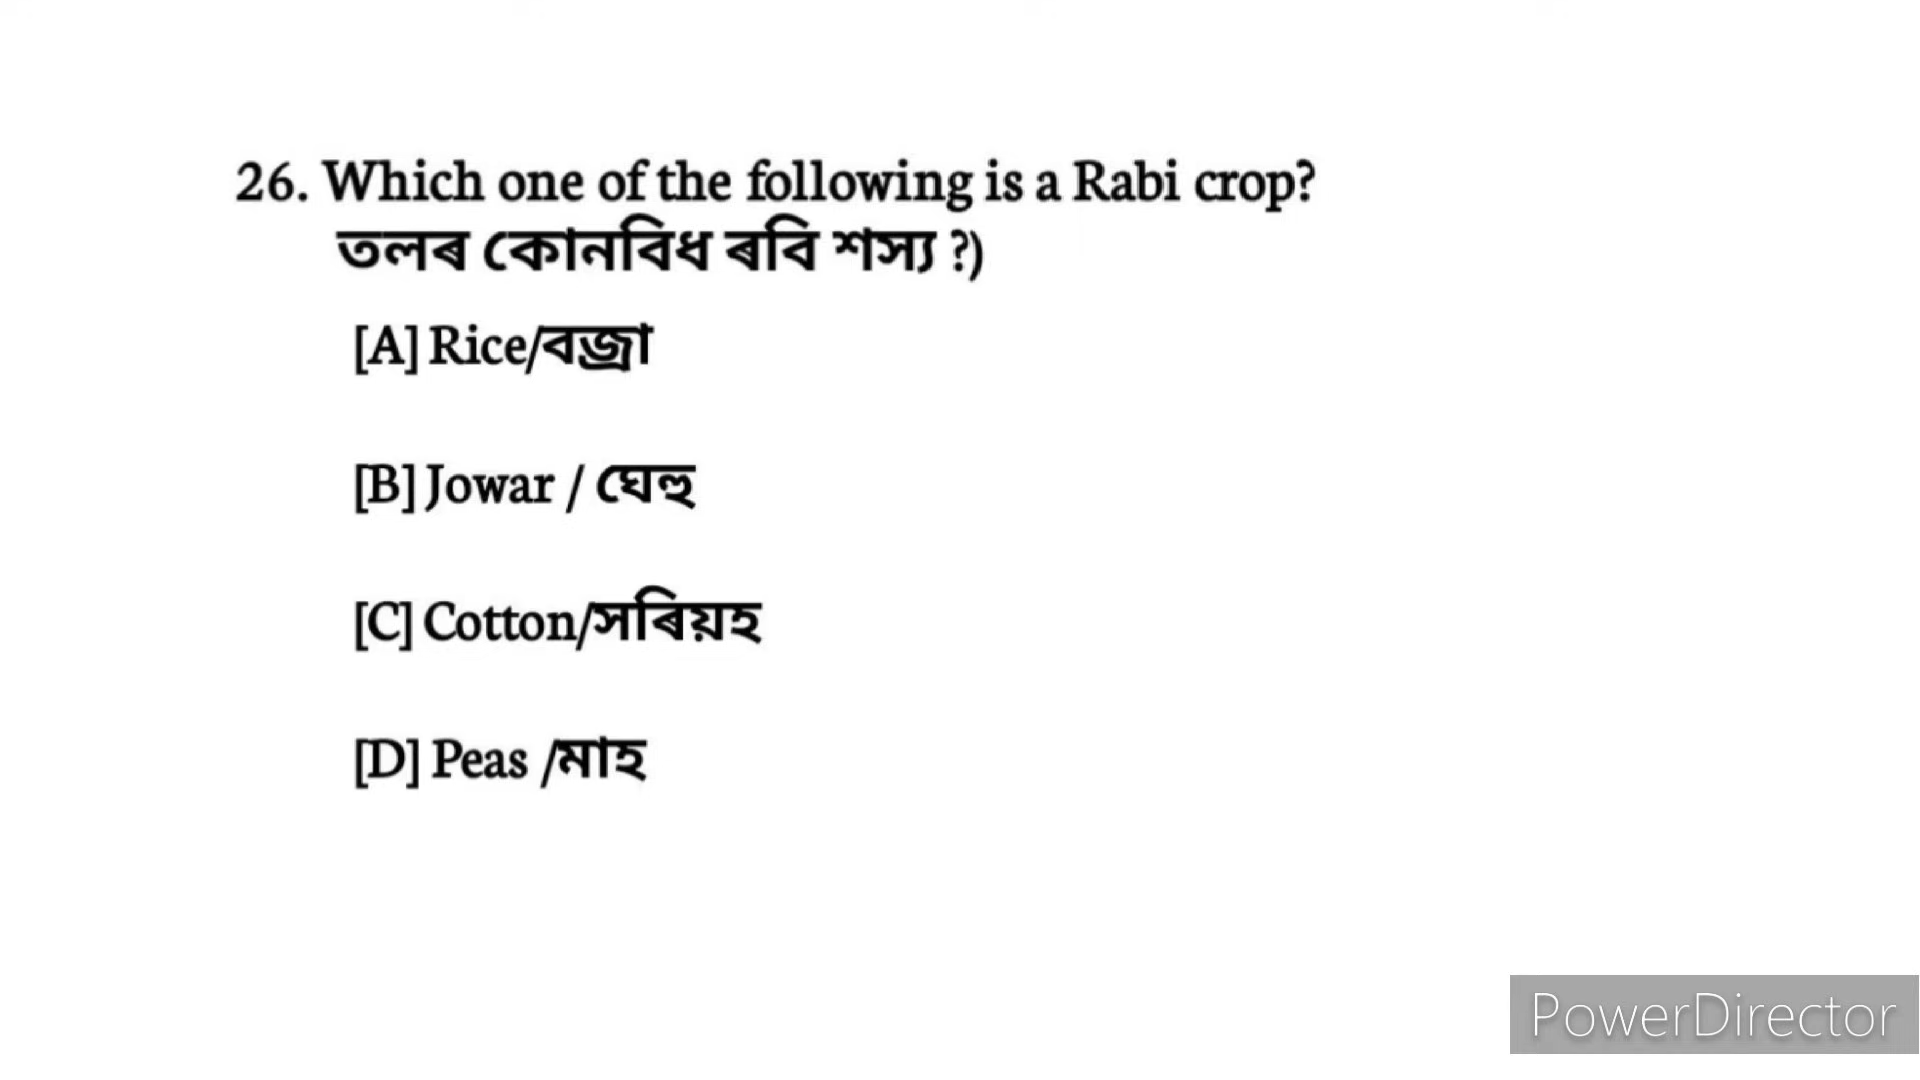 26. Which one of the following is a Rabi crop?
তলৰ কোনবিধ ৰবি শস্য ?)
[A] Rice/বজ্ৰা
[B] Jowar / ঘেহু
[C] Cotton/সৰিয়হ
[D] Peas /মাহ
PowerDirector